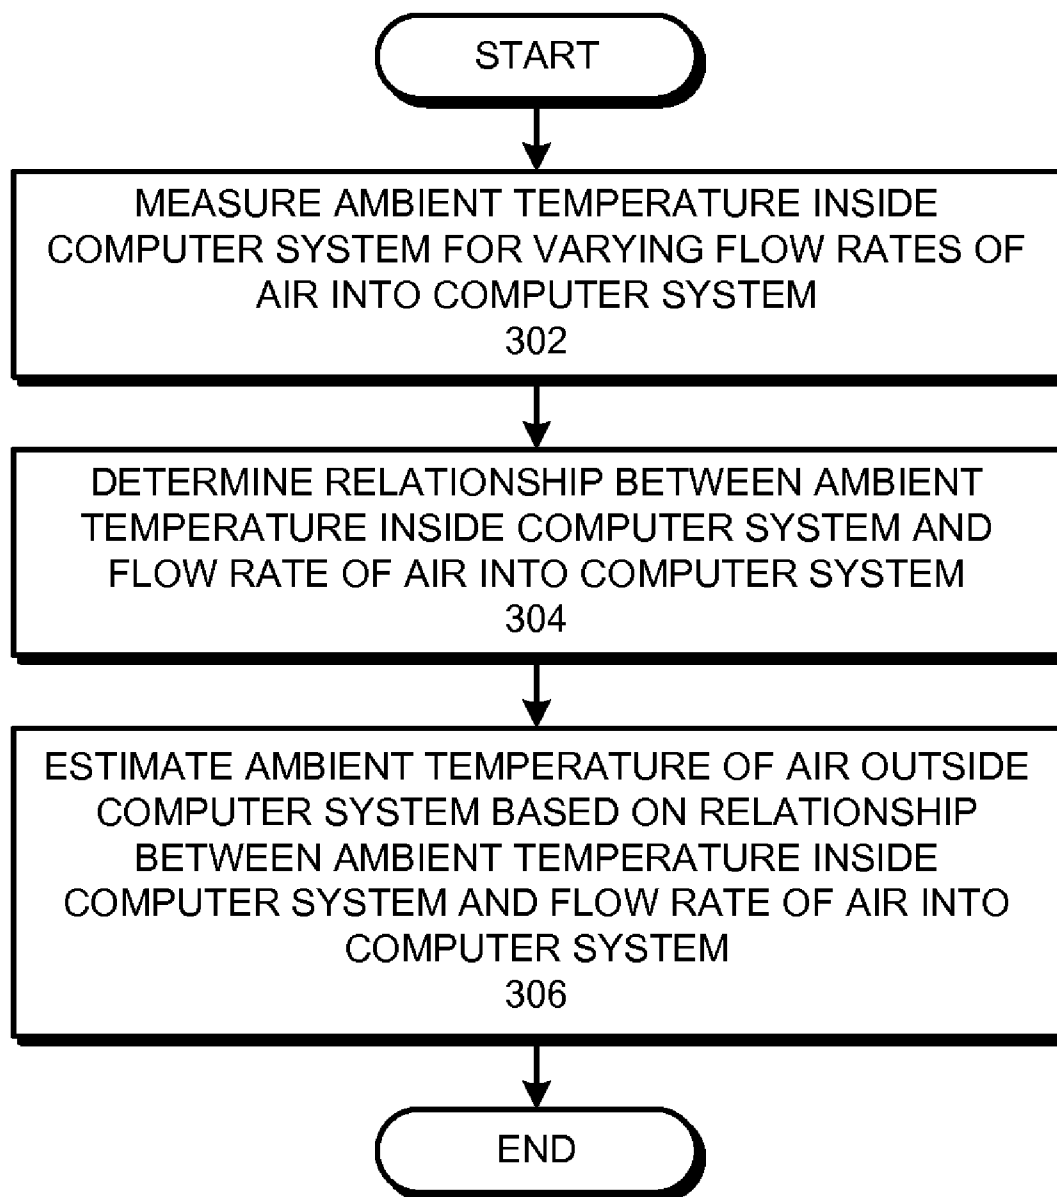 START
MEASURE AMBIENT TEMPERATURE INSIDE
COMPUTER SYSTEM FOR VARYING FLOW RATES OF
AIR INTO COMPUTER SYSTEM
302
DETERMINE RELATIONSHIP BETWEEN AMBIENT
TEMPERATURE INSIDE COMPUTER SYSTEM AND
FLOW RATE OF AIR INTO COMPUTER SYSTEM
304
ESTIMATE AMBIENT TEMPERATURE OF AIR OUTSIDE
COMPUTER SYSTEM BASED ON RELATIONSHIP
BETWEEN AMBIENT TEMPERATURE INSIDE
COMPUTER SYSTEM AND FLOW RATE OF AIR INTO
COMPUTER SYSTEM
306
END